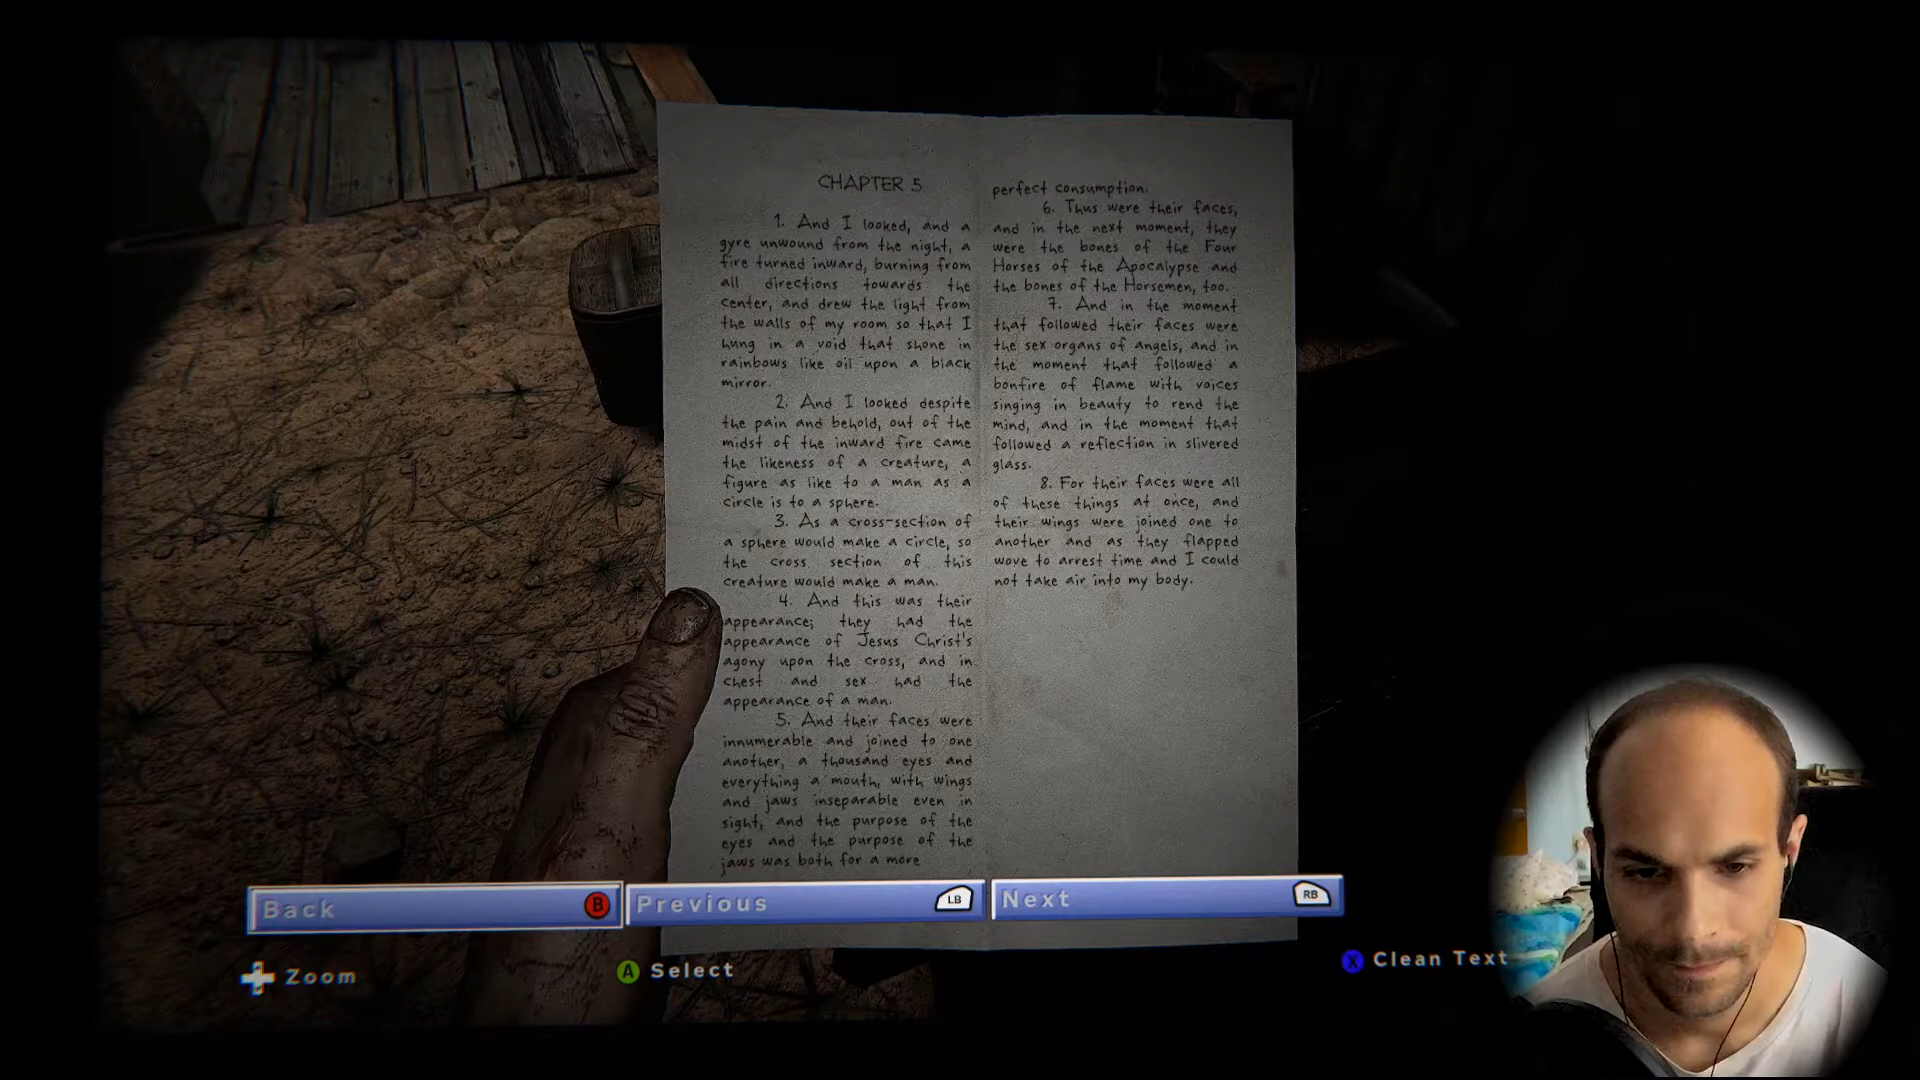 CHAPTER 5
1. And I looked, and a
gyre unwound from the night, a
fire turned inward, burning from
all directions towards the
center, and drew the light from
the walls of my room so that I
hung in a void that shone in
rainbows like oil upon a black
mirror.
2. And I looked despite
the pain and behold, out of the
midst of the inward fire came
the likeness of a creature, a
figure as like to a man as a
circle is to a sphere.
3. As a cross-section of
a sphere would make a circle, so
the cross section of this
creature would make a man.
4. And this was their
appearance; they had the
appearance of Jesus Christ's
agony upon the cross, and in
chest and sex had the
appearance of a man.
5. And their faces were
innumerable and joined to one
another, a thousand eyes and
everything a mouth, with wings
and jaws inseparable even in
sight, and the purpose of the
eyes and the purpose of the
jaws was both for a more
perfect consumption.
6. Thus were their faces,
and in the next moment, they
were the bones of the Four
Horses of the Apocalypse and
the bones of the Horsemen, too.
7. And in the moment
that followed their faces were
the sex organs of angels, and in
the moment that followed a
bonfire of flame with voices
singing in beauty to rend the
mind, and in the moment that
followed a reflection in slivered
glass.
8. For their faces were all
of these things at once, and
their wings were joined one to
another and as they flapped
wove to arrest time and I could
not take air into my body.
Back B
Previous LB
Next RB
Zoom
A Select
X Clean Text